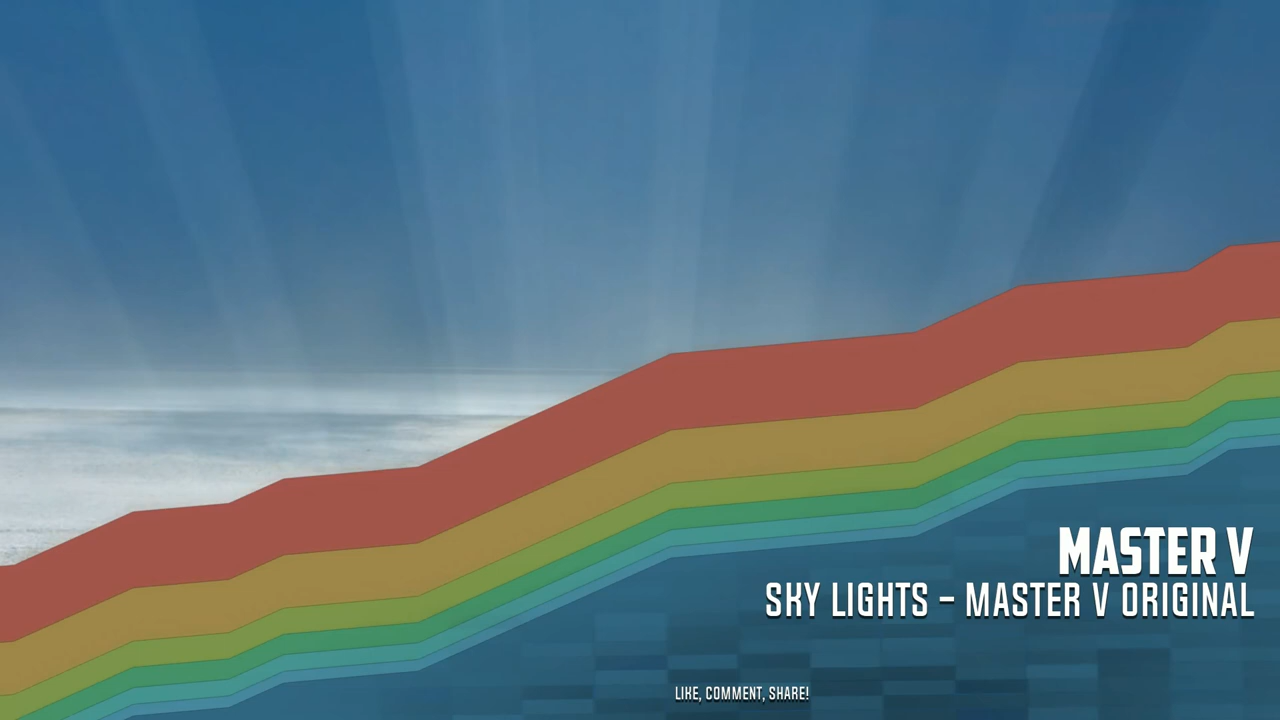 MASTER V
SKY LIGHTS – MASTER V ORIGINAL
LIKE, COMMENT, SHARE!